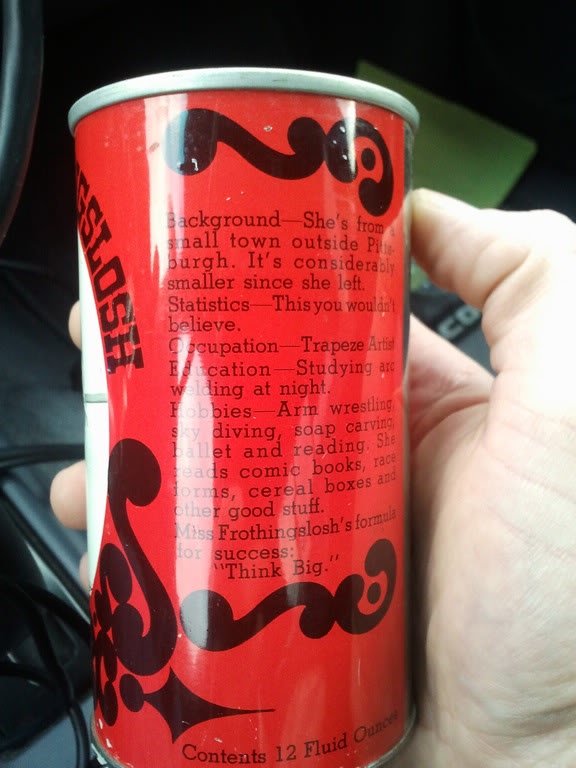 NGSLOSH
Background—She's from a
small town outside Pitts-
burgh. It's considerably
smaller since she left.
Statistics—This you wouldn't
believe.
Occupation—Trapeze Artist
Education—Studying arc
welding at night.
Hobbies—Arm wrestling,
sky diving, soap carving,
ballet and reading. She
reads comic books, race
forms, cereal boxes and
other good stuff.
Miss Frothingslosh's formula
for success:
"Think Big."
Contents 12 Fluid Ounces